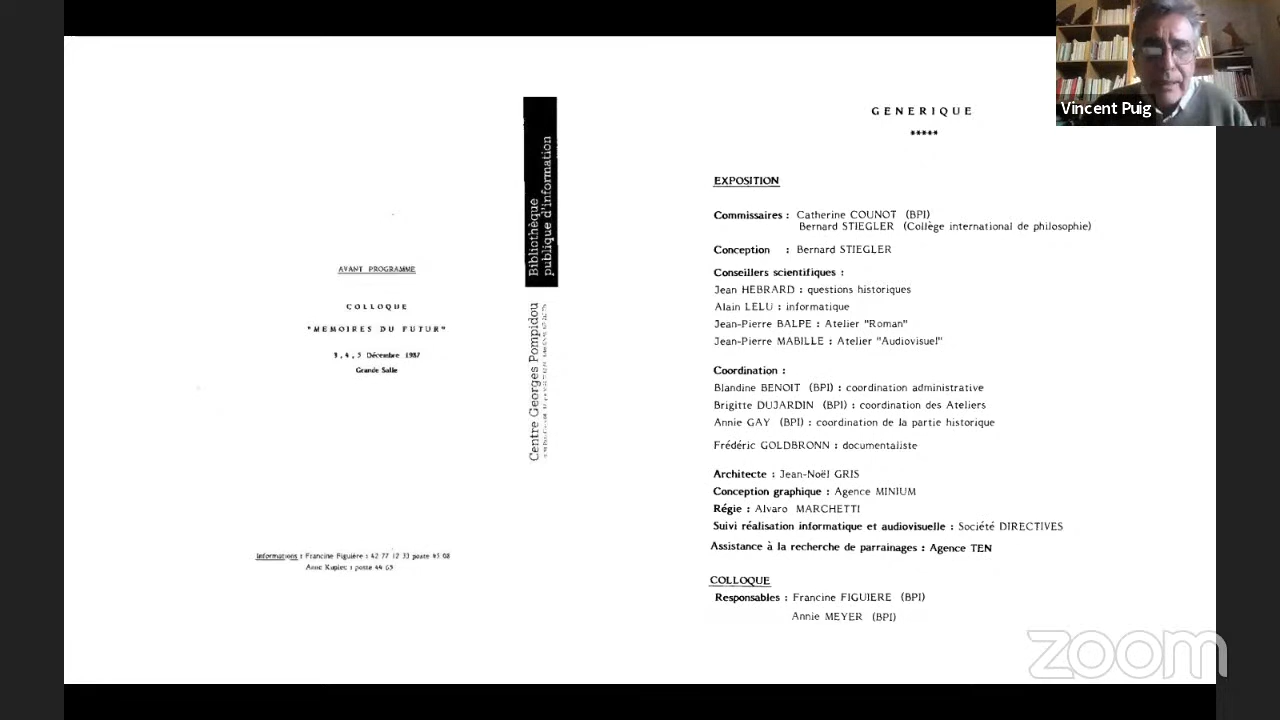 AVANT PROGRAMME
COLLOQUE
"MEMOIRES DU FUTUR"
3, 4, 5 Décembre 1987
Grande Salle
Informations : Francine Figuière : 42 77 12 33 poste 45 08
Anne Kupiec : poste 44 65
Bibliothèque
publique d'information
Centre Georges Pompidou
GENERIQUE
*****
EXPOSITION
Commissaires : Catherine COUNOT (BPI)
Bernard STIEGLER (Collège international de philosophie)
Conception : Bernard STIEGLER
Conseillers scientifiques :
Jean HEBRARD : questions historiques
Alain LELU : informatique
Jean-Pierre BALPE : Atelier "Roman"
Jean-Pierre MABILLE : Atelier "Audiovisuel"
Coordination :
Blandine BENOIT (BPI) : coordination administrative
Brigitte DUJARDIN (BPI) : coordination des Ateliers
Annie GAY (BPI) : coordination de la partie historique
Frédéric GOLDBRONN : documentaliste
Architecte : Jean-Noël GRIS
Conception graphique : Agence MINIUM
Régie : Alvaro MARCHETTI
Suivi réalisation informatique et audiovisuelle : Société DIRECTIVES
Assistance à la recherche de parrainages : Agence TEN
COLLOQUE
Responsables : Francine FIGUIERE (BPI)
Annie MEYER (BPI)
Vincent Puig
zoom